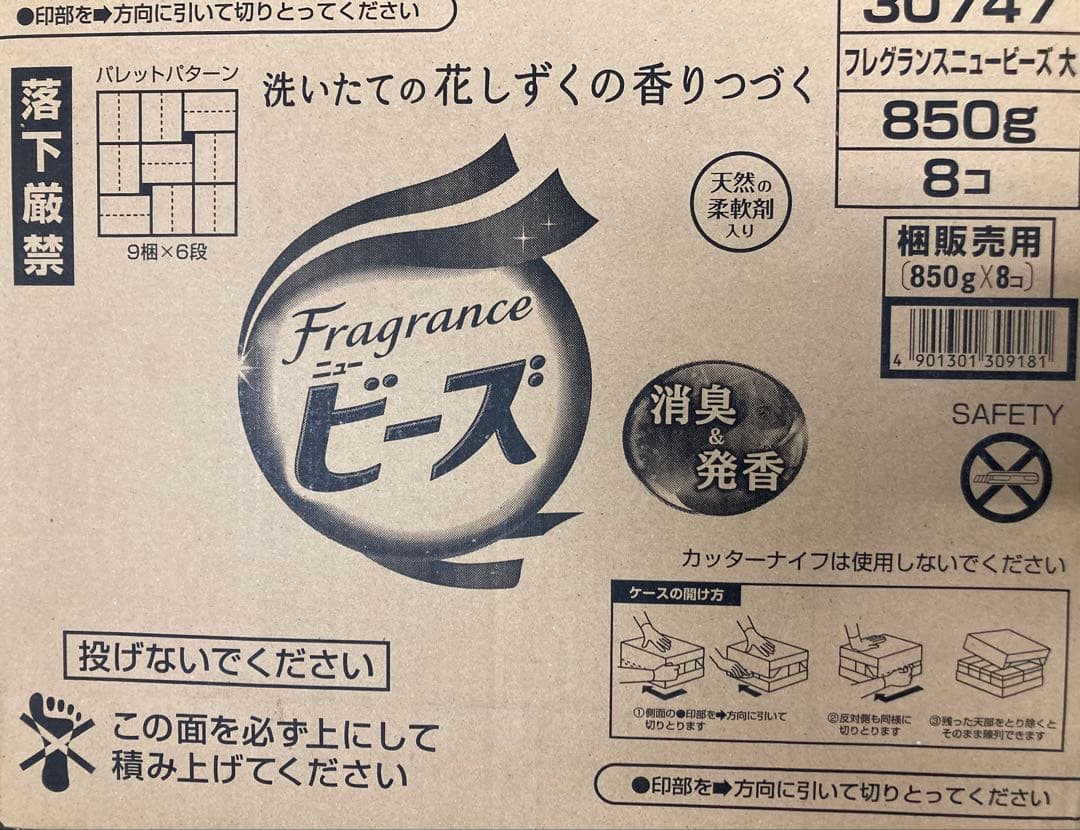 ●印部を➡方向に引いて切りとってください
30747
フレグランスニュービーズ大
850g
8コ
落下厳禁
パレットパターン
9梱×6段
洗いたての花しずくの香りつづく
天然の
柔軟剤
入り
梱販売用
(850g×8コ)
4 901301 309181
Fragrance
ニュー
ビーズ
消臭
&
発香
SAFETY
カッターナイフは使用しないでください
ケースの開け方
①側面の●印部を➡方向に引いて
切りとります
②反対側も同様に
切りとります
③残った天部をとり除くと
そのまま陳列できます
投げないでください
この面を必ず上にして
積み上げてください
●印部を➡方向に引いて切りとってください